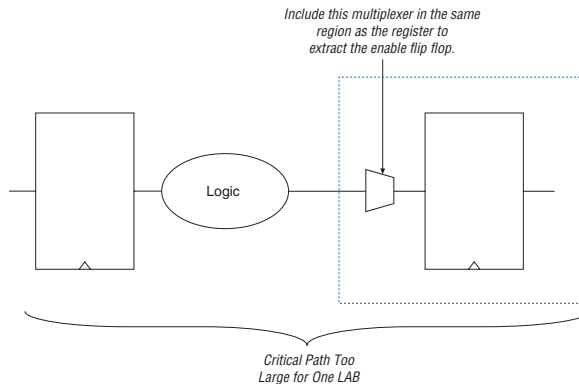 Include this multiplexer in the same
region as the register to
extract the enable flip flop.
Logic
Critical Path Too
Large for One LAB